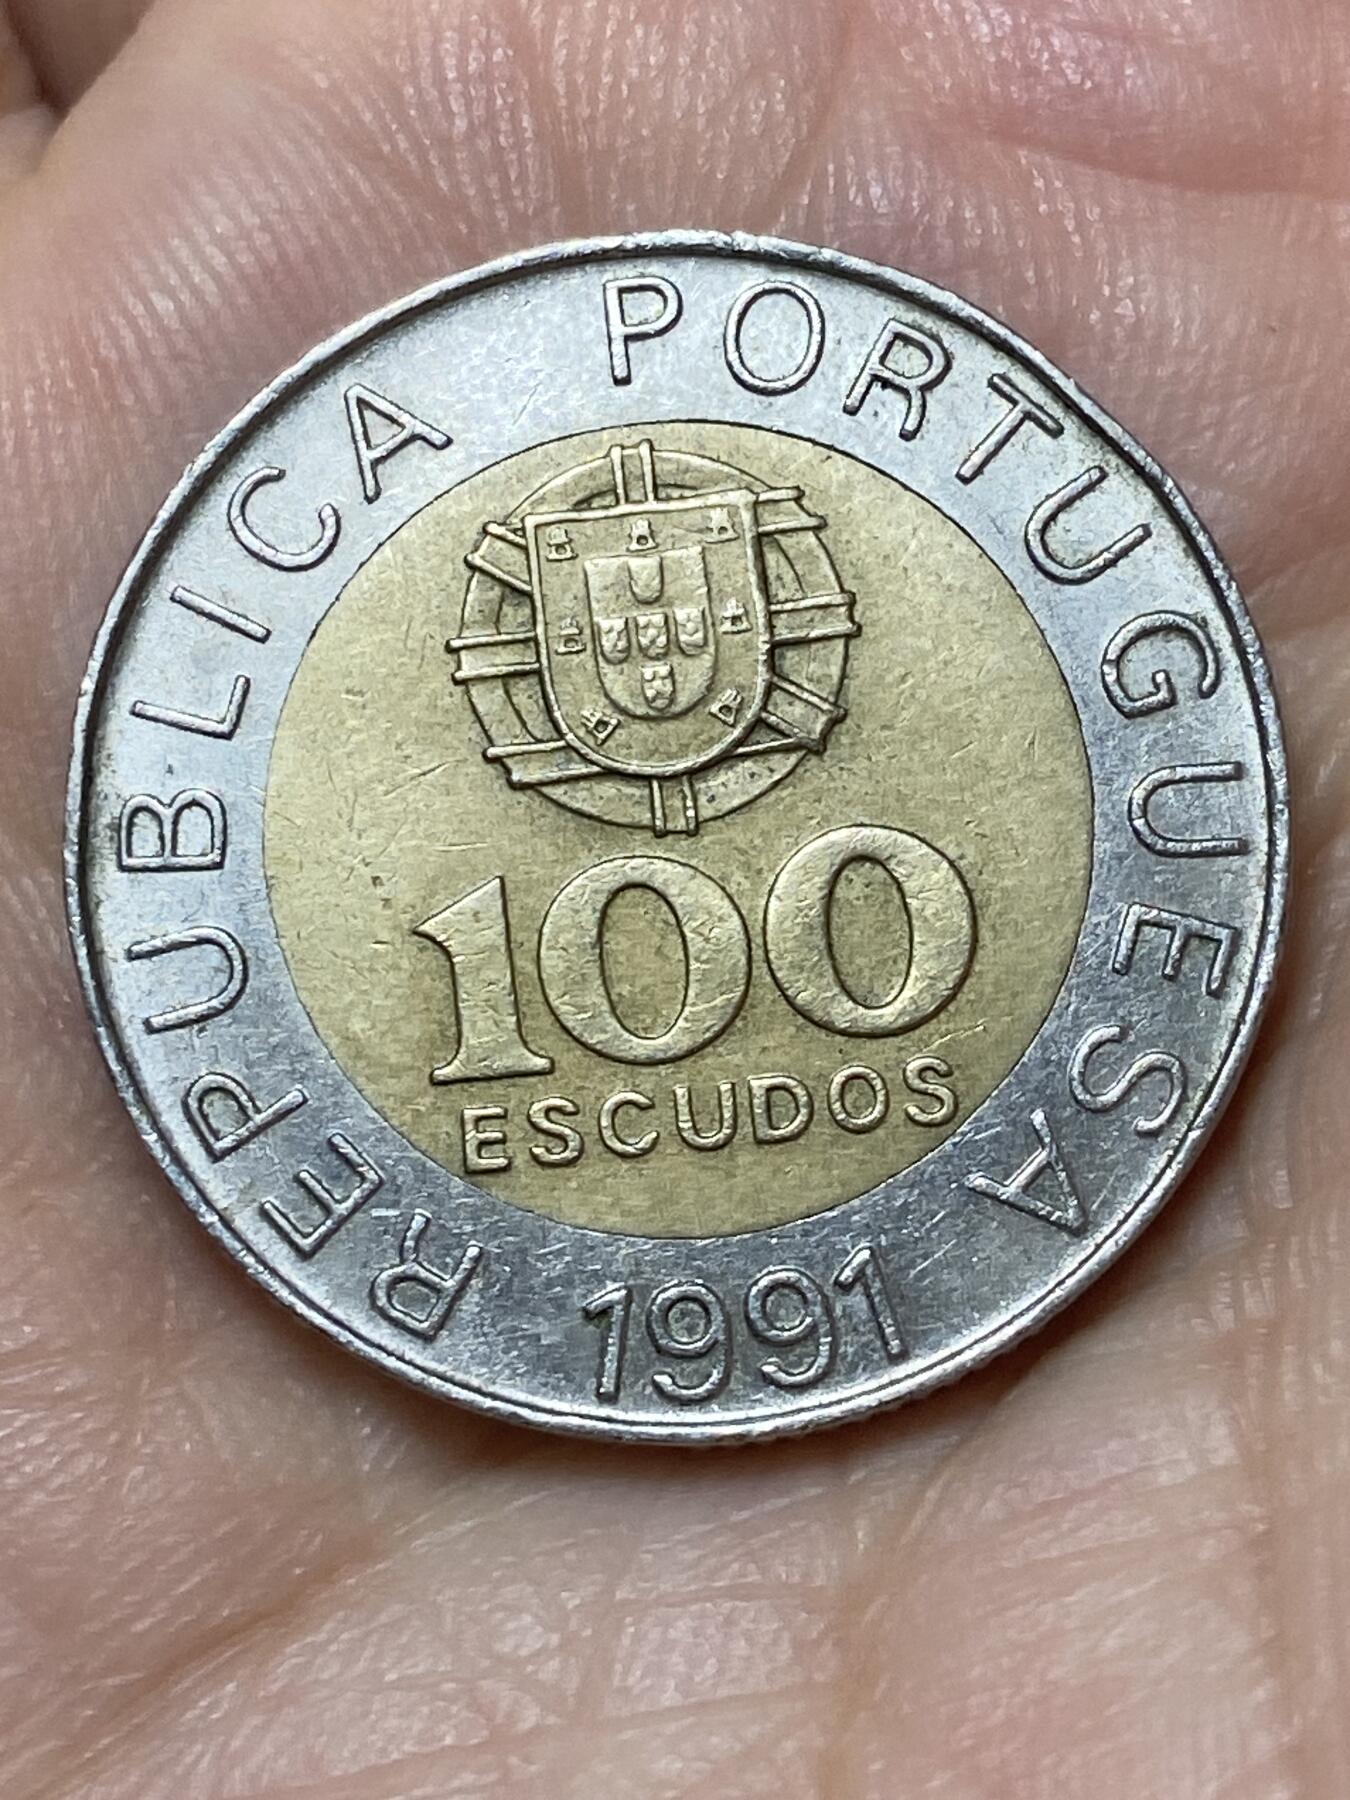 REPUBLICA PORTUGUESA
100
ESCUDOS
1991